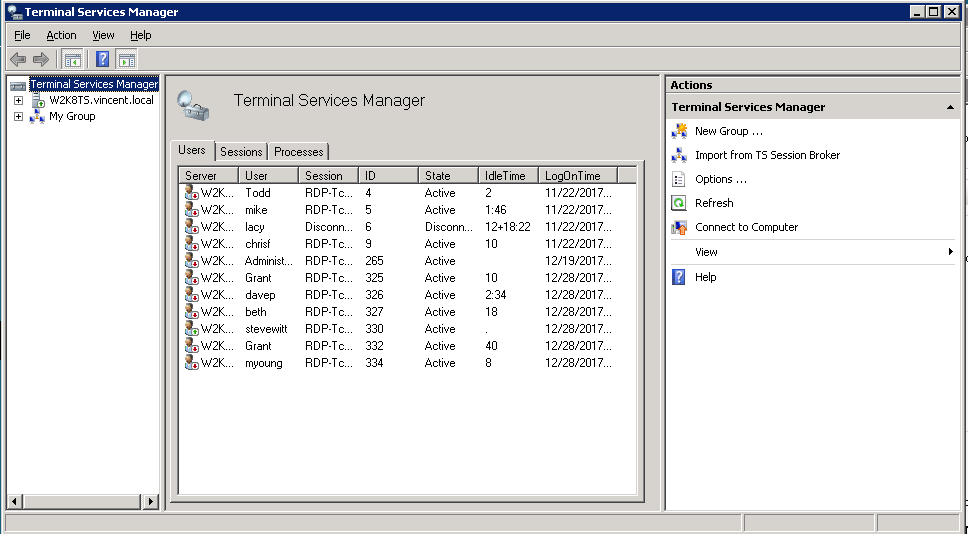 Terminal Services Manager
File Action View Help
Terminal Services Manager
W2K8TS.vincent.local
My Group
Terminal Services Manager
Users Sessions Processes
Server User Session ID State IdleTime LogOnTime
W2K... Todd RDP-Tc... 4 Active 2 11/22/2017...
W2K... mike RDP-Tc... 5 Active 1:46 11/22/2017...
W2K... lacy Disconn... 6 Disconn... 12+18:22 11/22/2017...
W2K... chrisf RDP-Tc... 9 Active 10 11/22/2017...
W2K... Administ... RDP-Tc... 265 Active 12/19/2017...
W2K... Grant RDP-Tc... 325 Active 10 12/28/2017...
W2K... davep RDP-Tc... 326 Active 2:34 12/28/2017...
W2K... beth RDP-Tc... 327 Active 18 12/28/2017...
W2K... stevewitt RDP-Tc... 330 Active . 12/28/2017...
W2K... Grant RDP-Tc... 332 Active 40 12/28/2017...
W2K... myoung RDP-Tc... 334 Active 8 12/28/2017...
Actions
Terminal Services Manager
New Group ...
Import from TS Session Broker
Options ...
Refresh
Connect to Computer
View
Help